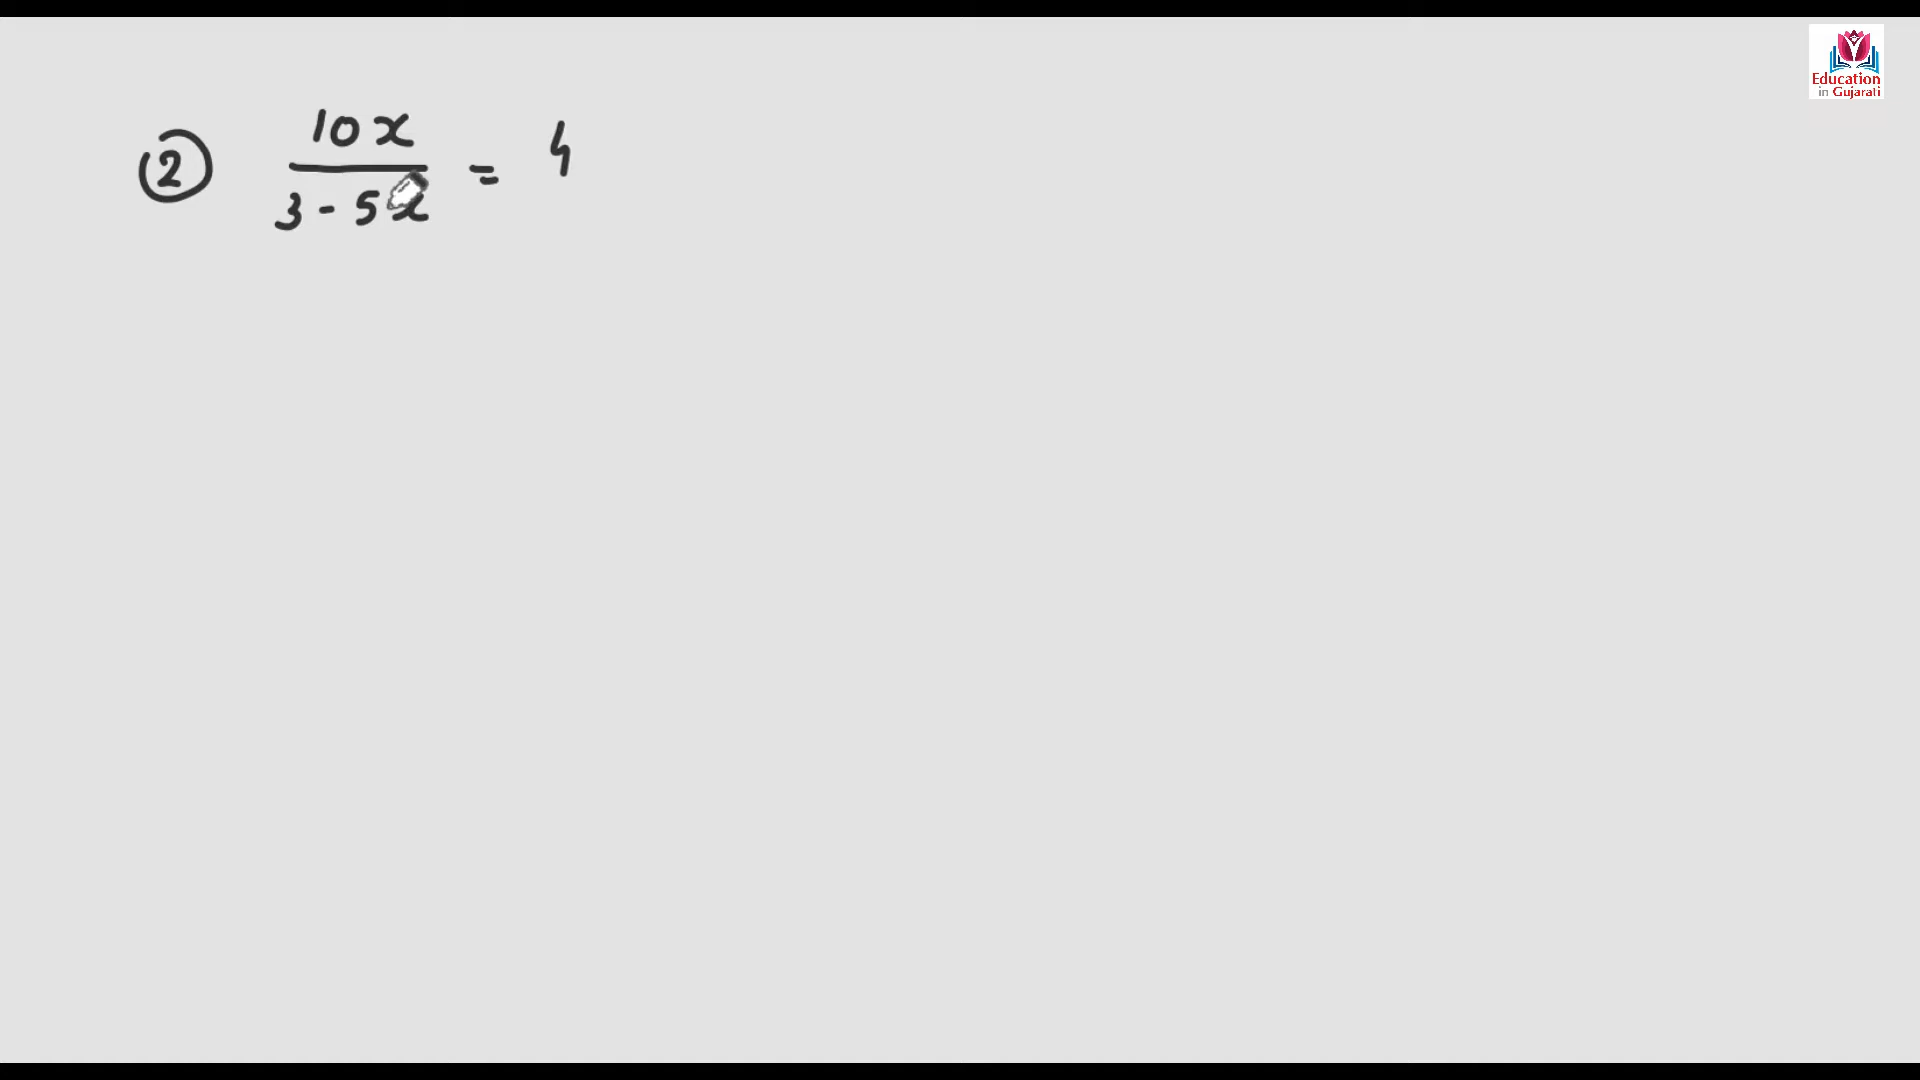 ② 10x / 3 - 5x = 4
Education
in Gujarati